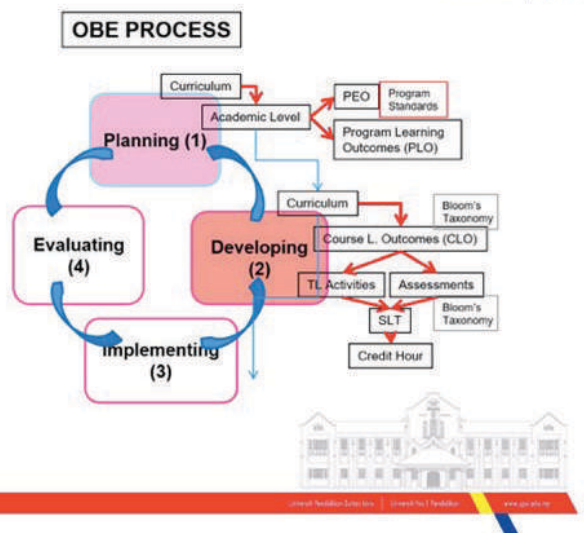 OBE PROCESS
Curriculum
Academic Level
PEO
Program
Standards
Program Learning
Outcomes (PLO)
Planning (1)
Curriculum
Bloom's
Taxonomy
Course L. Outcomes (CLO)
Evaluating
(4)
Developing
(2)
TL Activities
Assessments
SLT
Bloom's
Taxonomy
Credit Hour
Implementing
(3)